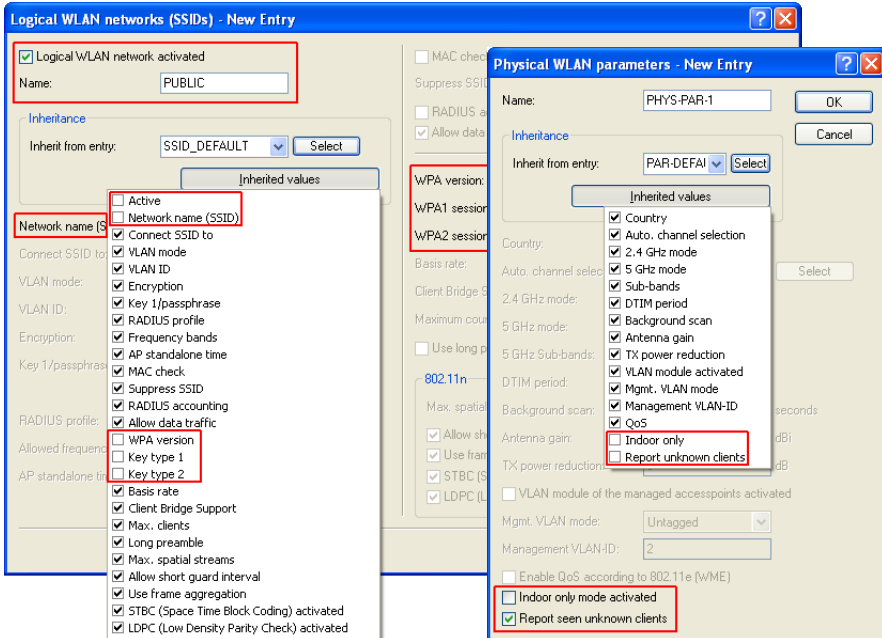 Logical WLAN networks (SSIDs) - New Entry
Logical WLAN network activated
Name:
PUBLIC
Inheritance
Inherit from entry:
SSID_DEFAULT
Select
Inherited values
Active
Network name (SSID)
Connect SSID to
VLAN mode
VLAN ID
Encryption
Key 1/passphrase
RADIUS profile
Frequency bands
AP standalone time
MAC check
Suppress SSID
RADIUS accounting
Allow data traffic
WPA version
Key type 1
Key type 2
Basis rate
Client Bridge Support
Max. clients
Long preamble
Max. spatial streams
Allow short guard interval
Use frame aggregation
STBC (Space Time Block Coding) activated
LDPC (Low Density Parity Check) activated
Network name (S
Connect SSID to:
VLAN mode:
VLAN ID:
Encryption:
Key 1/passphras
RADIUS profile:
Allowed frequenc
AP standalone tim
MAC check
Suppress SSID
RADIUS a
Allow data
WPA version:
WPA1 session
WPA2 session
Basis rate:
Client Bridge S
Maximum coun
Use long p
802.11n
Max. spatial
Allow sho
Use fram
STBC (S
LDPC (L
Physical WLAN parameters - New Entry
Name:
PHYS-PAR-1
OK
Cancel
Inheritance
Inherit from entry:
PAR-DEFAU
Select
Inherited values
Country
Auto. channel selection
2.4 GHz mode
5 GHz mode
Sub-bands
DTIM period
Background scan
Antenna gain
TX power reduction
VLAN module activated
Mgmt. VLAN mode
Management VLAN-ID
QoS
Indoor only
Report unknown clients
Country:
Auto. channel selec
Select
2.4 GHz mode:
5 GHz mode:
5 GHz Sub-bands:
DTIM period:
Background scan:
seconds
Antenna gain:
dBi
TX power reduction:
dB
VLAN module of the managed accesspoints activated
Mgmt. VLAN mode:
Untagged
Management VLAN-ID:
2
Enable QoS according to 802.11e (WME)
Indoor only mode activated
Report seen unknown clients